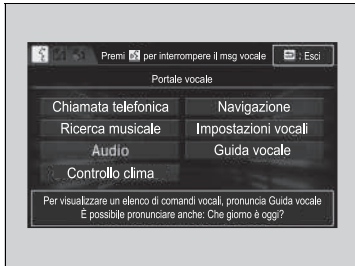 Premi per interrompere il msg vocale : Esci
Portale vocale
Chiamata telefonica Navigazione
Ricerca musicale Impostazioni vocali
Audio Guida vocale
Controllo clima
Per visualizzare un elenco di comandi vocali, pronuncia Guida vocale
È possibile pronunciare anche: Che giorno è oggi?